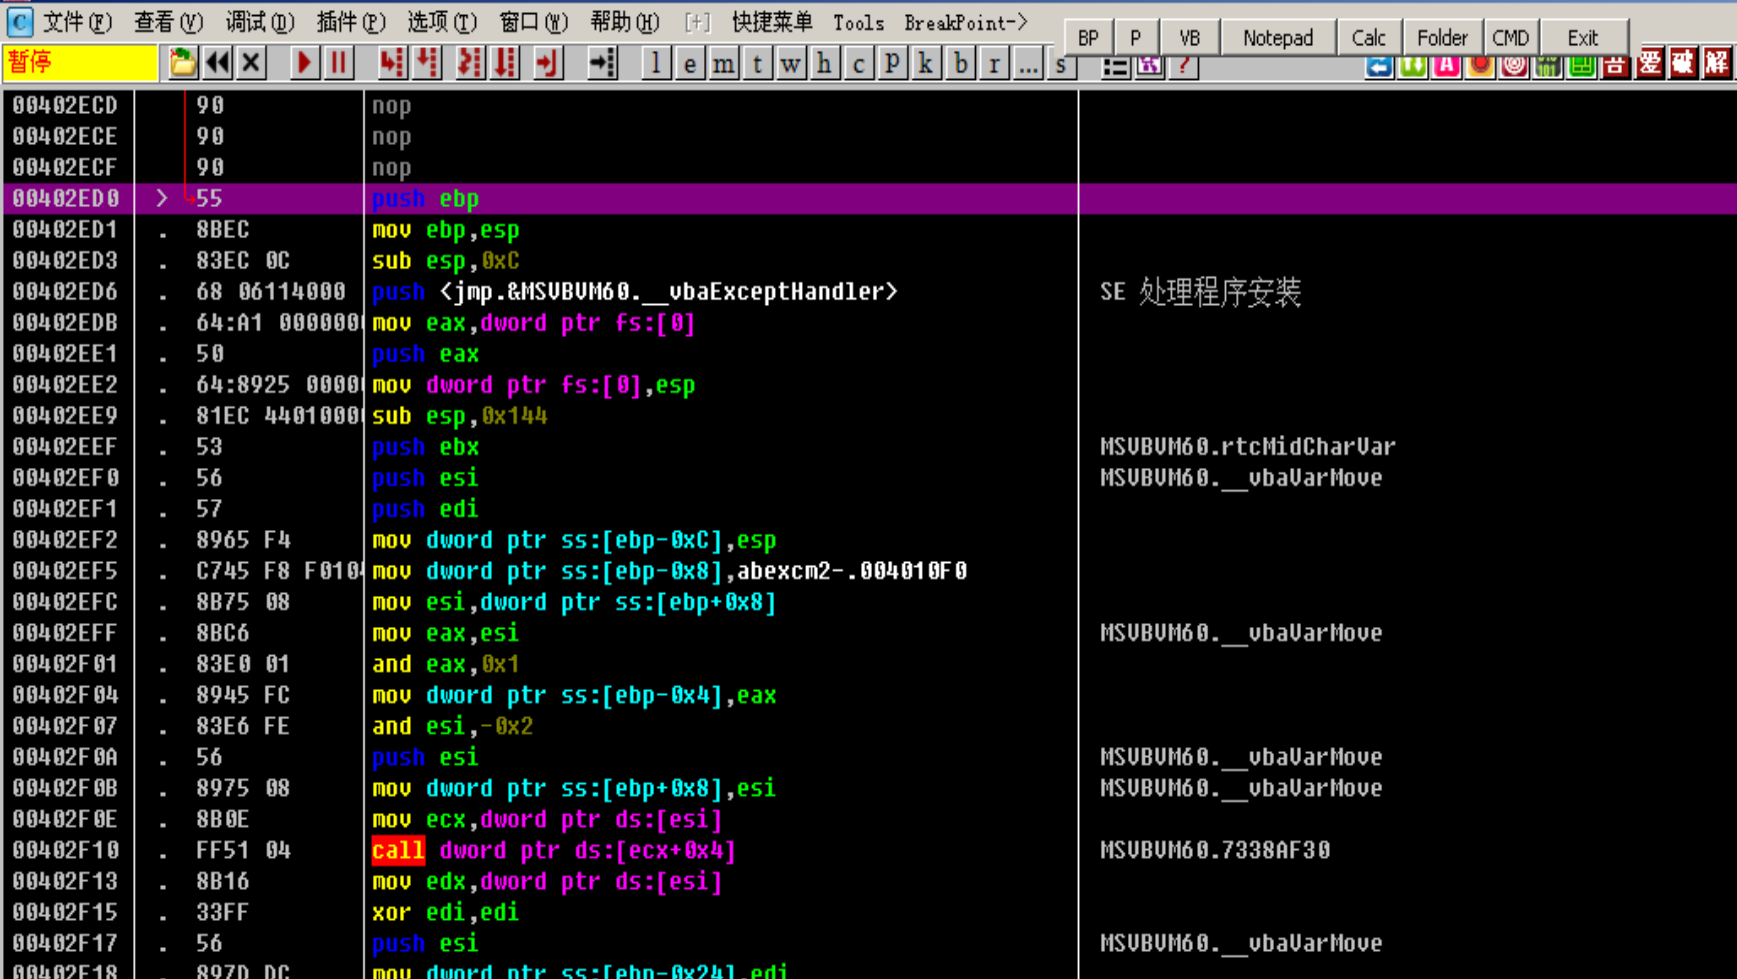 文件(F) 查看(V) 调试(D) 插件(P) 选项(T) 窗口(W) 帮助(H) [+] 快捷菜单 Tools BreakPoint->
BP P VB Notepad Calc Folder CMD Exit
暂停 l e m t w h c P k b r ... s ? A 吾 爱 破 解
00402ECD 90 nop
00402ECE 90 nop
00402ECF 90 nop
00402ED0 > 55 push ebp
00402ED1 . 8BEC mov ebp,esp
00402ED3 . 83EC 0C sub esp,0xC
00402ED6 . 68 06114000 push <jmp.&MSVBVM60.__vbaExceptHandler> SE 处理程序安装
00402EDB . 64:A1 000000 mov eax,dword ptr fs:[0]
00402EE1 . 50 push eax
00402EE2 . 64:8925 0000 mov dword ptr fs:[0],esp
00402EE9 . 81EC 4401000 sub esp,0x144
00402EEF . 53 push ebx MSVBVM60.rtcMidCharVar
00402EF0 . 56 push esi MSVBVM60.__vbaVarMove
00402EF1 . 57 push edi
00402EF2 . 8965 F4 mov dword ptr ss:[ebp-0xC],esp
00402EF5 . C745 F8 F010 mov dword ptr ss:[ebp-0x8],abexcm2-.004010F0
00402EFC . 8B75 08 mov esi,dword ptr ss:[ebp+0x8]
00402EFF . 8BC6 mov eax,esi MSVBVM60.__vbaVarMove
00402F01 . 83E0 01 and eax,0x1
00402F04 . 8945 FC mov dword ptr ss:[ebp-0x4],eax
00402F07 . 83E6 FE and esi,-0x2
00402F0A . 56 push esi MSVBVM60.__vbaVarMove
00402F0B . 8975 08 mov dword ptr ss:[ebp+0x8],esi MSVBVM60.__vbaVarMove
00402F0E . 8B0E mov ecx,dword ptr ds:[esi]
00402F10 . FF51 04 call dword ptr ds:[ecx+0x4] MSVBVM60.7338AF30
00402F13 . 8B16 mov edx,dword ptr ds:[esi]
00402F15 . 33FF xor edi,edi
00402F17 . 56 push esi MSVBVM60.__vbaVarMove
00402F18 . 897D DC mov dword ptr ss:[ebp-0x24],edi